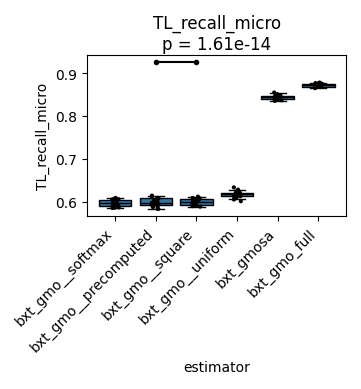 TL_recall_micro
p = 1.61e-14
TL_recall_micro
0.9
0.8
0.7
0.6
bxt_gmo__softmax
bxt_gmo__precomputed
bxt_gmo__square
bxt_gmo__uniform
bxt_gmosa
bxt_gmo_full
estimator